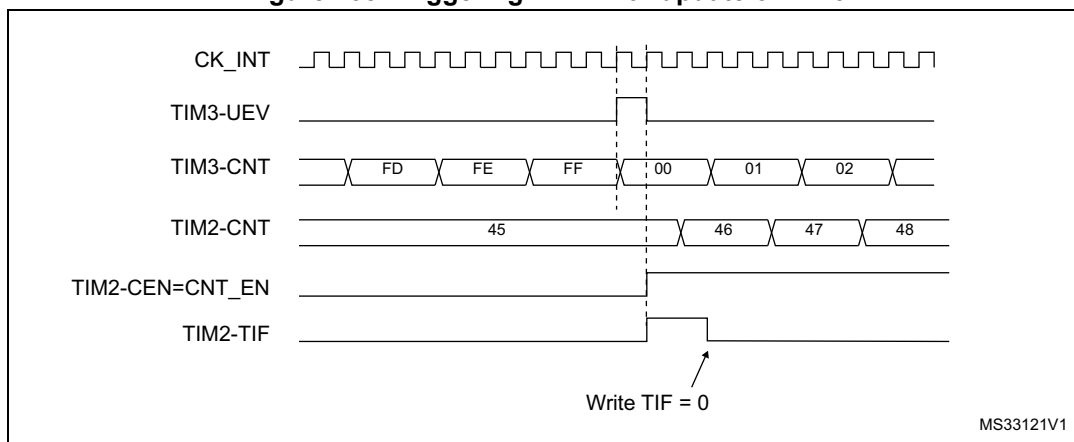 CK_INT
TIM3-UEV
TIM3-CNT FD FE FF 00 01 02
TIM2-CNT 45 46 47 48
TIM2-CEN=CNT_EN
TIM2-TIF
Write TIF = 0
MS33121V1